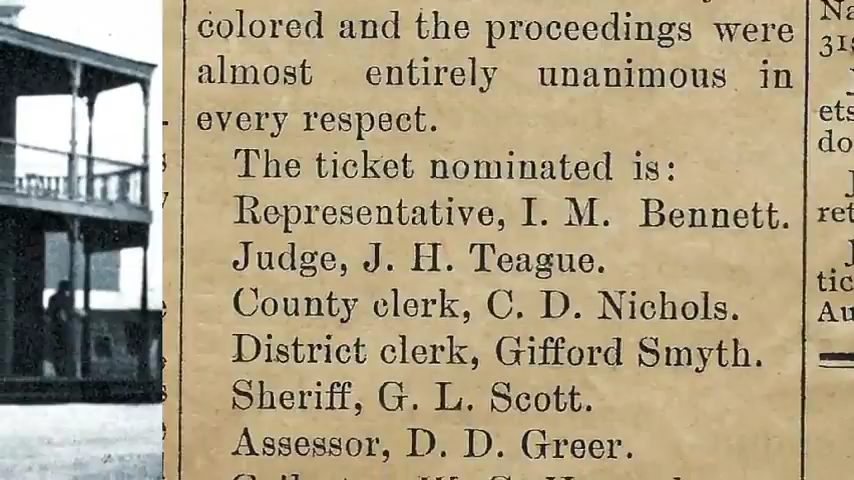 colored and the proceedings were
almost entirely unanimous in
every respect.
The ticket nominated is:
Representative, I. M. Bennett.
Judge, J. H. Teague.
County clerk, C. D. Nichols.
District clerk, Gifford Smyth.
Sheriff, G. L. Scott.
Assessor, D. D. Greer.